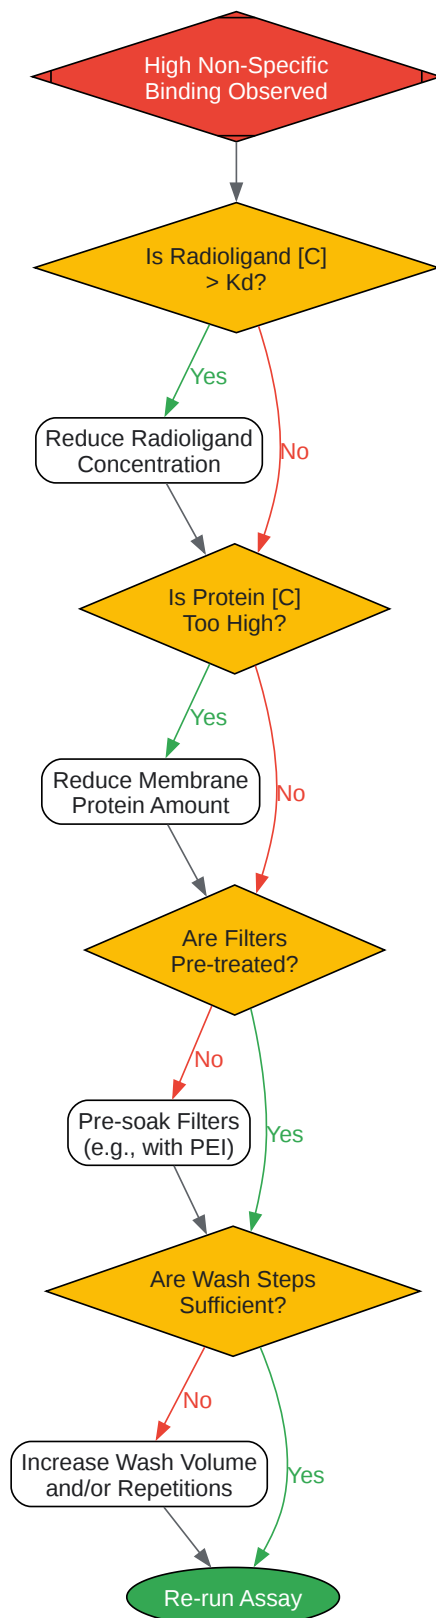 High Non-Specific
Binding Observed
Is Radioligand [C]
> Kd?
Yes
Reduce Radioligand
Concentration
No
Is Protein [C]
Too High?
Yes
Reduce Membrane
Protein Amount
No
Are Filters
Pre-treated?
No
Pre-soak Filters
(e.g., with PEI)
Yes
Are Wash Steps
Sufficient?
No
Increase Wash Volume
and/or Repetitions
Yes
Re-run Assay